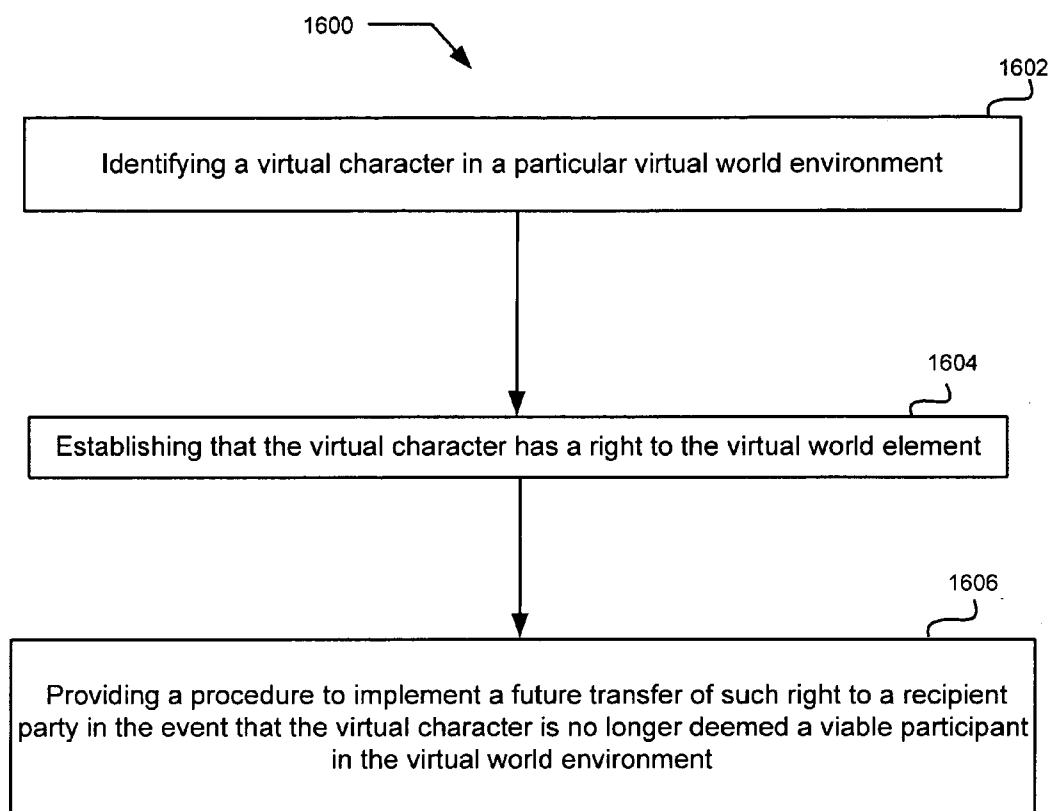 1600
1602
Identifying a virtual character in a particular virtual world environment
1604
Establishing that the virtual character has a right to the virtual world element
1606
Providing a procedure to implement a future transfer of such right to a recipient
party in the event that the virtual character is no longer deemed a viable participant
in the virtual world environment